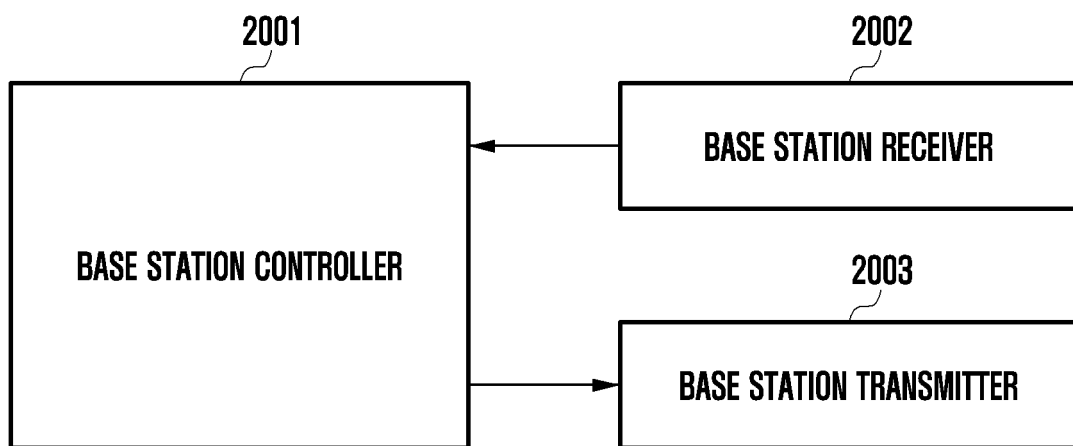 2001
BASE STATION CONTROLLER
2002
BASE STATION RECEIVER
2003
BASE STATION TRANSMITTER